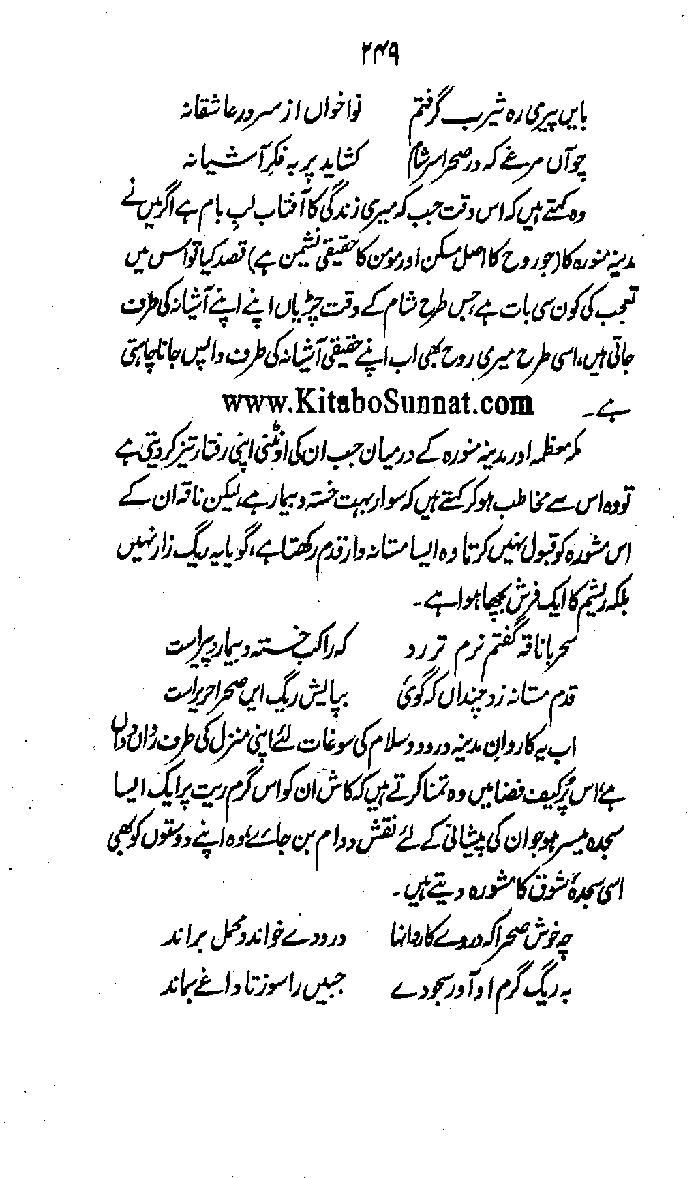 ۲۴۹
بایں پیری رہ یثرب گرفتم نوا خواں از سرور عاشقانہ
چوآں مرغے کہ در صحرا سر شام کشاید پر بہ فکر آشیانہ
وہ کہتے ہیں کہ اس وقت جب کہ میری زندگی کا آفتاب لب بام ہے اگر میں نے
مدینہ منورہ کا (جو روح کا اصل مسکن اور مومن کا حقیقی نشیمن ہے) قصد کیا تو اس میں
تعجب کی کون سی بات ہے، جس طرح شام کے وقت چڑیاں اپنے اپنے آشیانہ کی طرف
جاتی ہیں، اسی طرح میری روح بھی اب اپنے حقیقی آشیانہ کی طرف واپس جانا چاہتی
ہے۔ www.KitaboSunnat.com
مکہ معظمہ اور مدینہ منورہ کے درمیان جب ان کی اونٹنی اپنی رفتار تیز کر دیتی ہے
تو وہ اس سے مخاطب ہو کر کہتے ہیں کہ سوار بہت خستہ و بیمار ہے، لیکن ناقہ ان کے
اس مشورہ کو قبول نہیں کرتا وہ ایسا مستانہ وار قدم رکھتا ہے، گویا یہ ریگ زار نہیں
بلکہ ریشم کا ایک فرش بچھا ہوا ہے۔
سحر با ناقہ گفتم نرم تر رو کہ راکب خستہ و بیمار و پیر است
قدم مستانہ زد چنداں کہ گوئی بپایش ریگ ایں صحرا حریر است
اب یہ کاروان مدینہ درود و سلام کی سوغات لئے اپنی منزل کی طرف رواں دواں
ہے، اس پُرکیف فضا میں وہ تمنا کرتے ہیں کہ کاش ان کو اس گرم ریت پر ایک ایسا
سجدہ میسر ہو جو ان کی پیشانی کے لئے نقش دوام بن جائے، وہ اپنے دوستوں کو بھی
اسی سجدۂ شوق کا مشورہ دیتے ہیں۔
چہ خوش صحرا کہ دروے کاروانہا درودے خواند و محمل براند
بہ ریگ گرم او آور سجودے جبیں را سوز تا داغے بماند